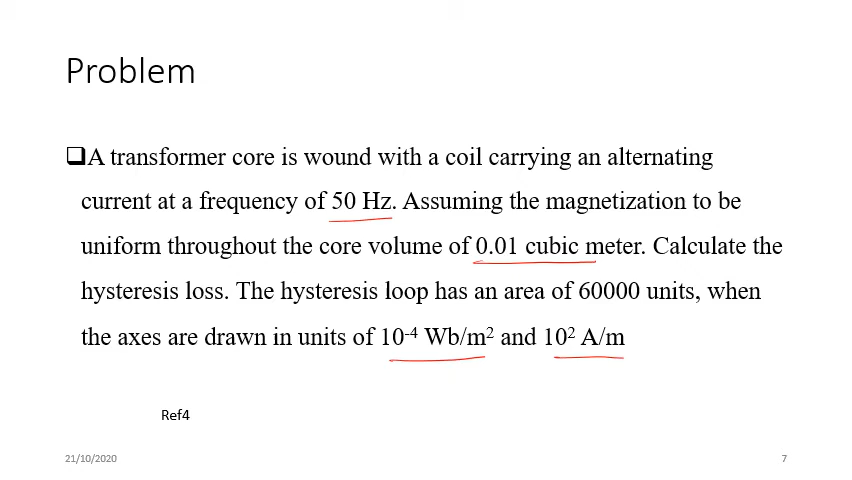 Problem
❑A transformer core is wound with a coil carrying an alternating
current at a frequency of 50 Hz. Assuming the magnetization to be
uniform throughout the core volume of 0.01 cubic meter. Calculate the
hysteresis loss. The hysteresis loop has an area of 60000 units, when
the axes are drawn in units of 10⁻⁴ Wb/m² and 10² A/m
Ref4
21/10/2020
7